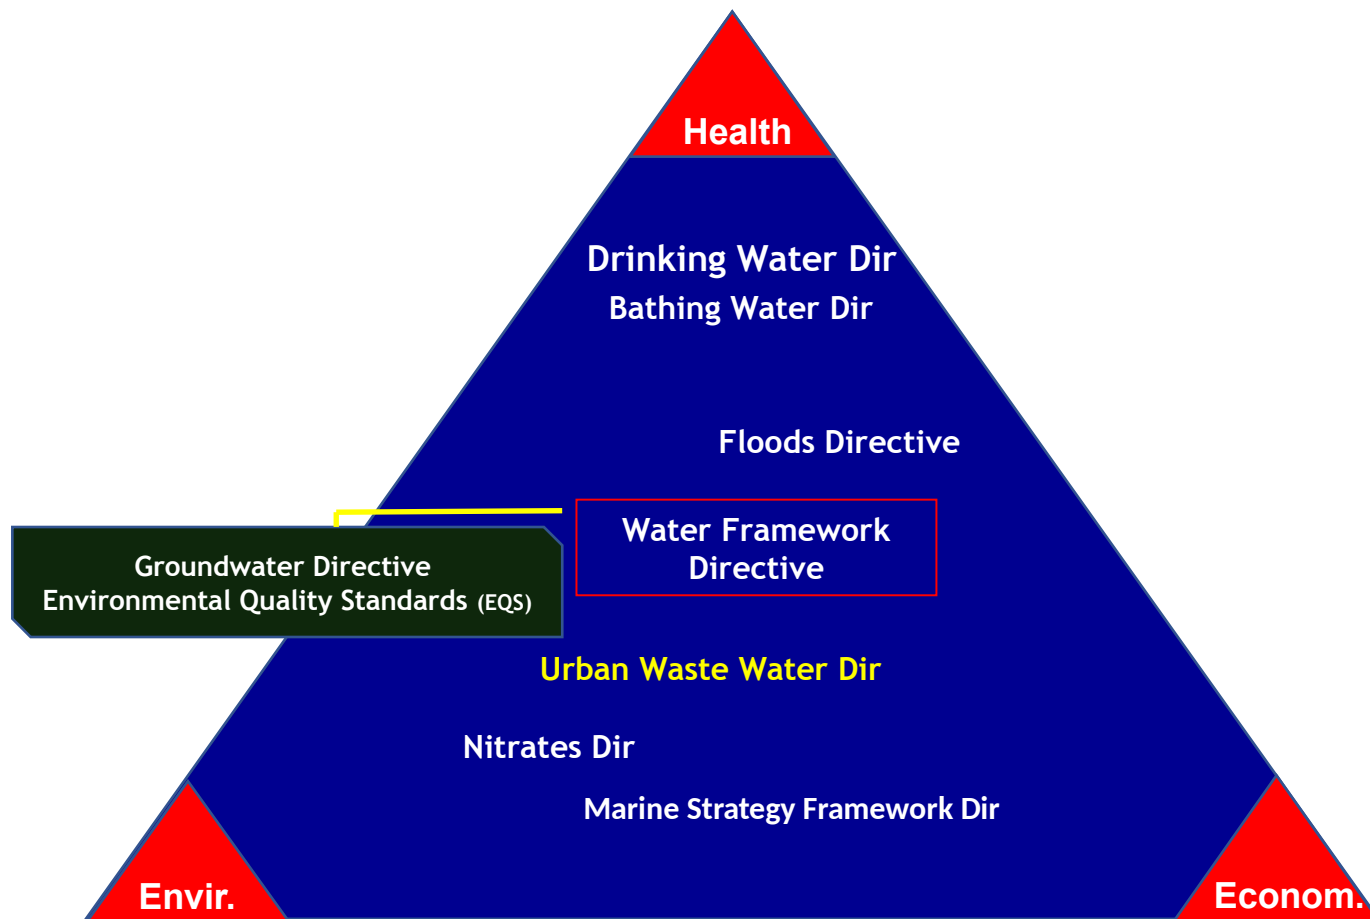 Health
Drinking Water Dir
Bathing Water Dir
Floods Directive
Water Framework
Directive
Groundwater Directive
Environmental Quality Standards (EQS)
Urban Waste Water Dir
Nitrates Dir
Marine Strategy Framework Dir
Envir.
Econom.